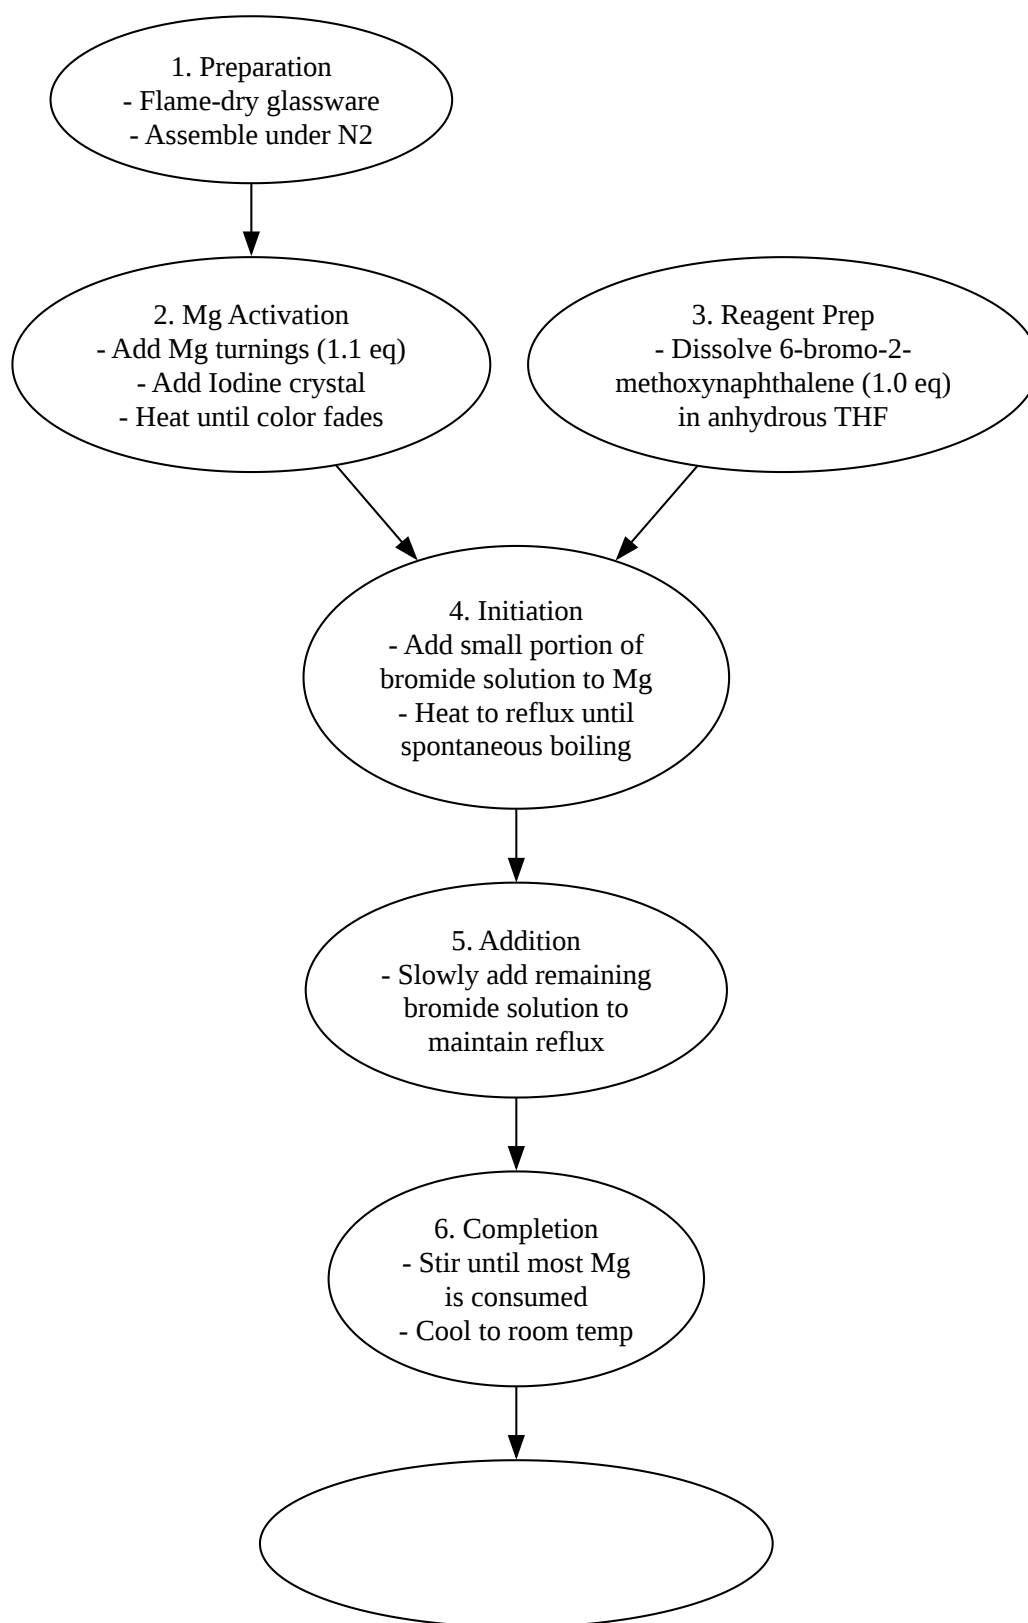 1. Preparation
- Flame-dry glassware
- Assemble under N2
2. Mg Activation
- Add Mg turnings (1.1 eq)
- Add Iodine crystal
- Heat until color fades
3. Reagent Prep
- Dissolve 6-bromo-2-
methoxynaphthalene (1.0 eq)
in anhydrous THF
4. Initiation
- Add small portion of
bromide solution to Mg
- Heat to reflux until
spontaneous boiling
5. Addition
- Slowly add remaining
bromide solution to
maintain reflux
6. Completion
- Stir until most Mg
is consumed
- Cool to room temp